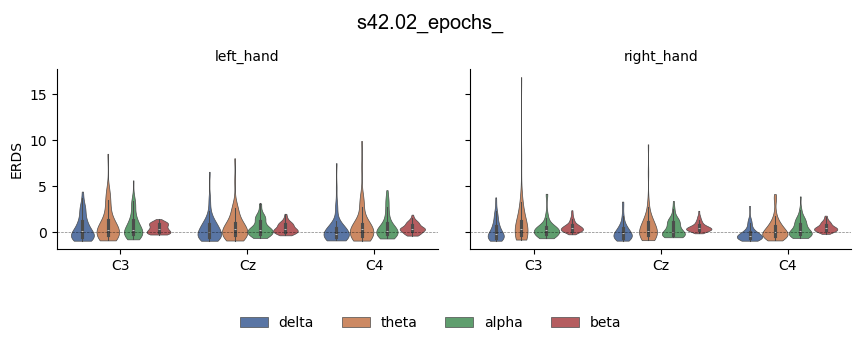 s42.02_epochs_
left_hand
right_hand
ERDS
15
10
5
0
C3
Cz
C4
C3
Cz
C4
delta
theta
alpha
beta